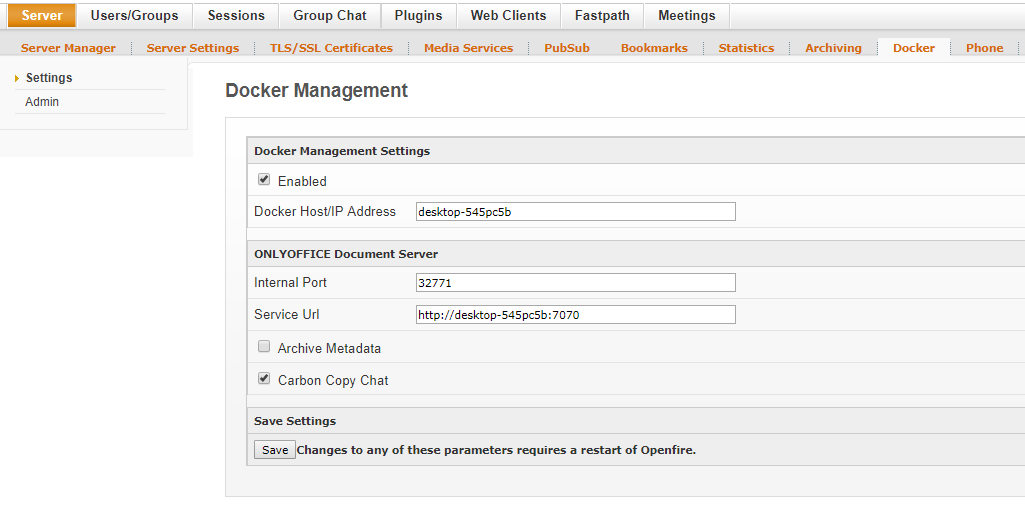 Server Users/Groups Sessions Group Chat Plugins Web Clients Fastpath Meetings
Server Manager Server Settings TLS/SSL Certificates Media Services PubSub Bookmarks Statistics Archiving Docker Phone
Settings
Admin
Docker Management
Docker Management Settings
Enabled
Docker Host/IP Address desktop-545pc5b
ONLYOFFICE Document Server
Internal Port 32771
Service Url http://desktop-545pc5b:7070
Archive Metadata
Carbon Copy Chat
Save Settings
Save Changes to any of these parameters requires a restart of Openfire.